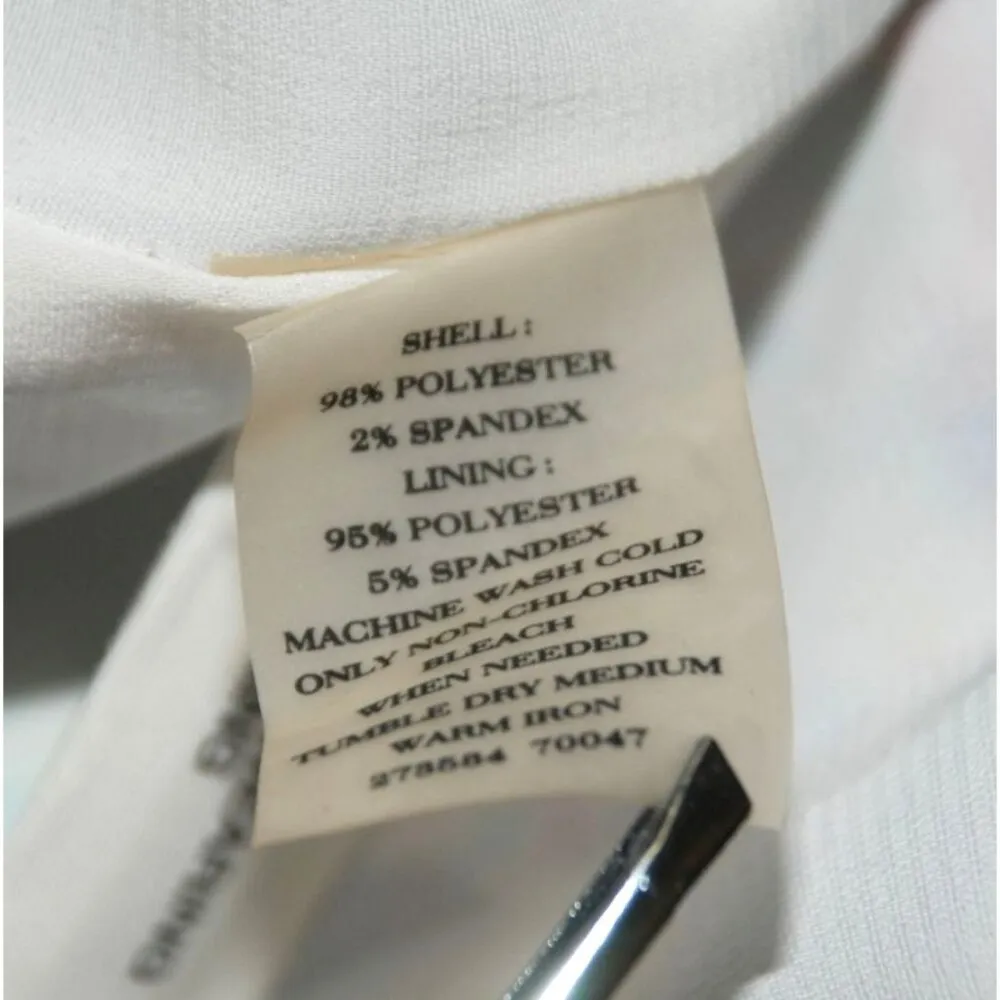 SHELL:
98% POLYESTER
2% SPANDEX
LINING:
95% POLYESTER
5% SPANDEX
MACHINE WASH COLD
ONLY NON-CHLORINE
BLEACH
WHEN NEEDED
TUMBLE DRY MEDIUM
WARM IRON
70047